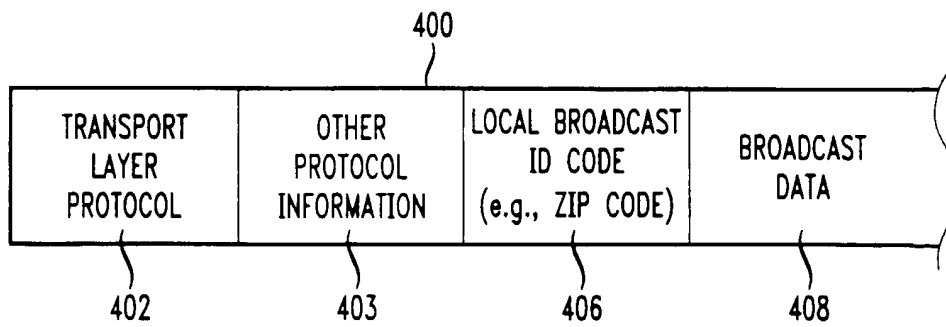 400
TRANSPORT
LAYER
PROTOCOL
OTHER
PROTOCOL
INFORMATION
LOCAL BROADCAST
ID CODE
(e.g., ZIP CODE)
BROADCAST
DATA
402
403
406
408